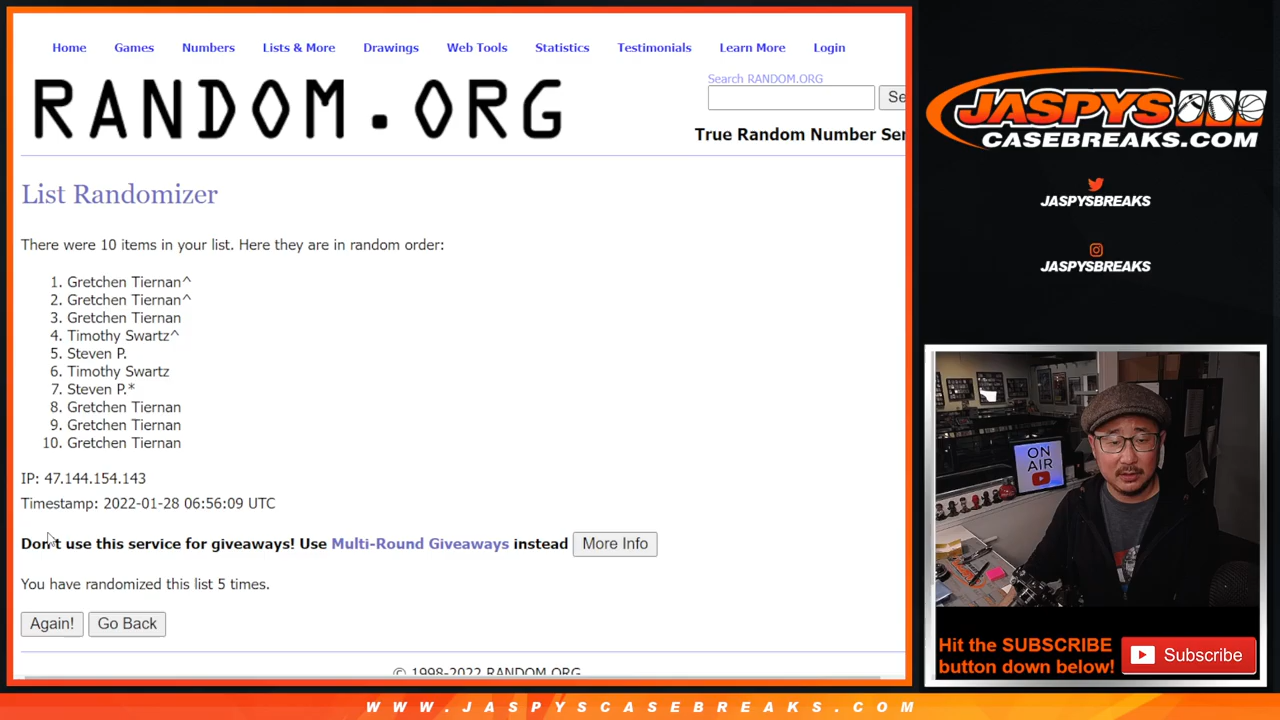 Home Games Numbers Lists & More Drawings Web Tools Statistics Testimonials Learn More Login
RANDOM.ORG
Search RANDOM.ORG
Se
True Random Number Ser
List Randomizer
There were 10 items in your list. Here they are in random order:
1. Gretchen Tiernan^
2. Gretchen Tiernan^
3. Gretchen Tiernan
4. Timothy Swartz^
5. Steven P.
6. Timothy Swartz
7. Steven P.*
8. Gretchen Tiernan
9. Gretchen Tiernan
10. Gretchen Tiernan
IP: 47.144.154.143
Timestamp: 2022-01-28 06:56:09 UTC
Don't use this service for giveaways! Use Multi-Round Giveaways instead More Info
You have randomized this list 5 times.
Again! Go Back
© 1998-2022 RANDOM.ORG
JASPYS
CASEBREAKS.COM
JASPYSBREAKS
JASPYSBREAKS
ON
AIR
Hit the SUBSCRIBE
button down below!
Subscribe
WWW.JASPYSCASEBREAKS.COM